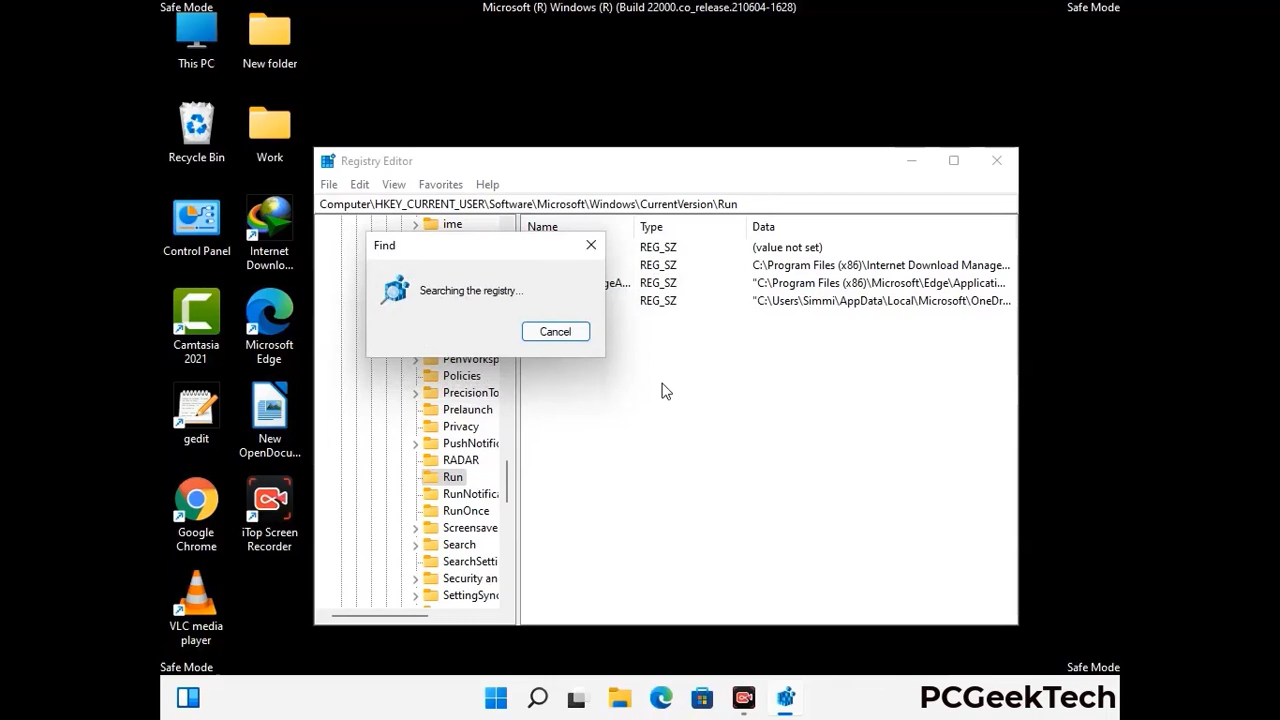 Safe Mode
Microsoft (R) Windows (R) (Build 22000.co_release.210604-1628)
Safe Mode
This PC
New folder
Recycle Bin
Work
Control Panel
Internet
Downlo...
Camtasia
2021
Microsoft
Edge
gedit
New
OpenDocu...
Google
Chrome
iTop Screen
Recorder
VLC media
player
Registry Editor
File Edit View Favorites Help
Computer\HKEY_CURRENT_USER\Software\Microsoft\Windows\CurrentVersion\Run
ime
Find
Searching the registry...
Cancel
PenWorksp
Policies
PrecisionTo
Prelaunch
Privacy
PushNotific
RADAR
Run
RunNotifica
RunOnce
Screensave
Search
SearchSetti
Security an
SettingSync
Name Type Data
REG_SZ (value not set)
REG_SZ C:\Program Files (x86)\Internet Download Manage...
geA... REG_SZ "C:\Program Files (x86)\Microsoft\Edge\Applicati...
REG_SZ "C:\Users\Simmi\AppData\Local\Microsoft\OneDr...
Safe Mode
Safe Mode
PCGeekTech